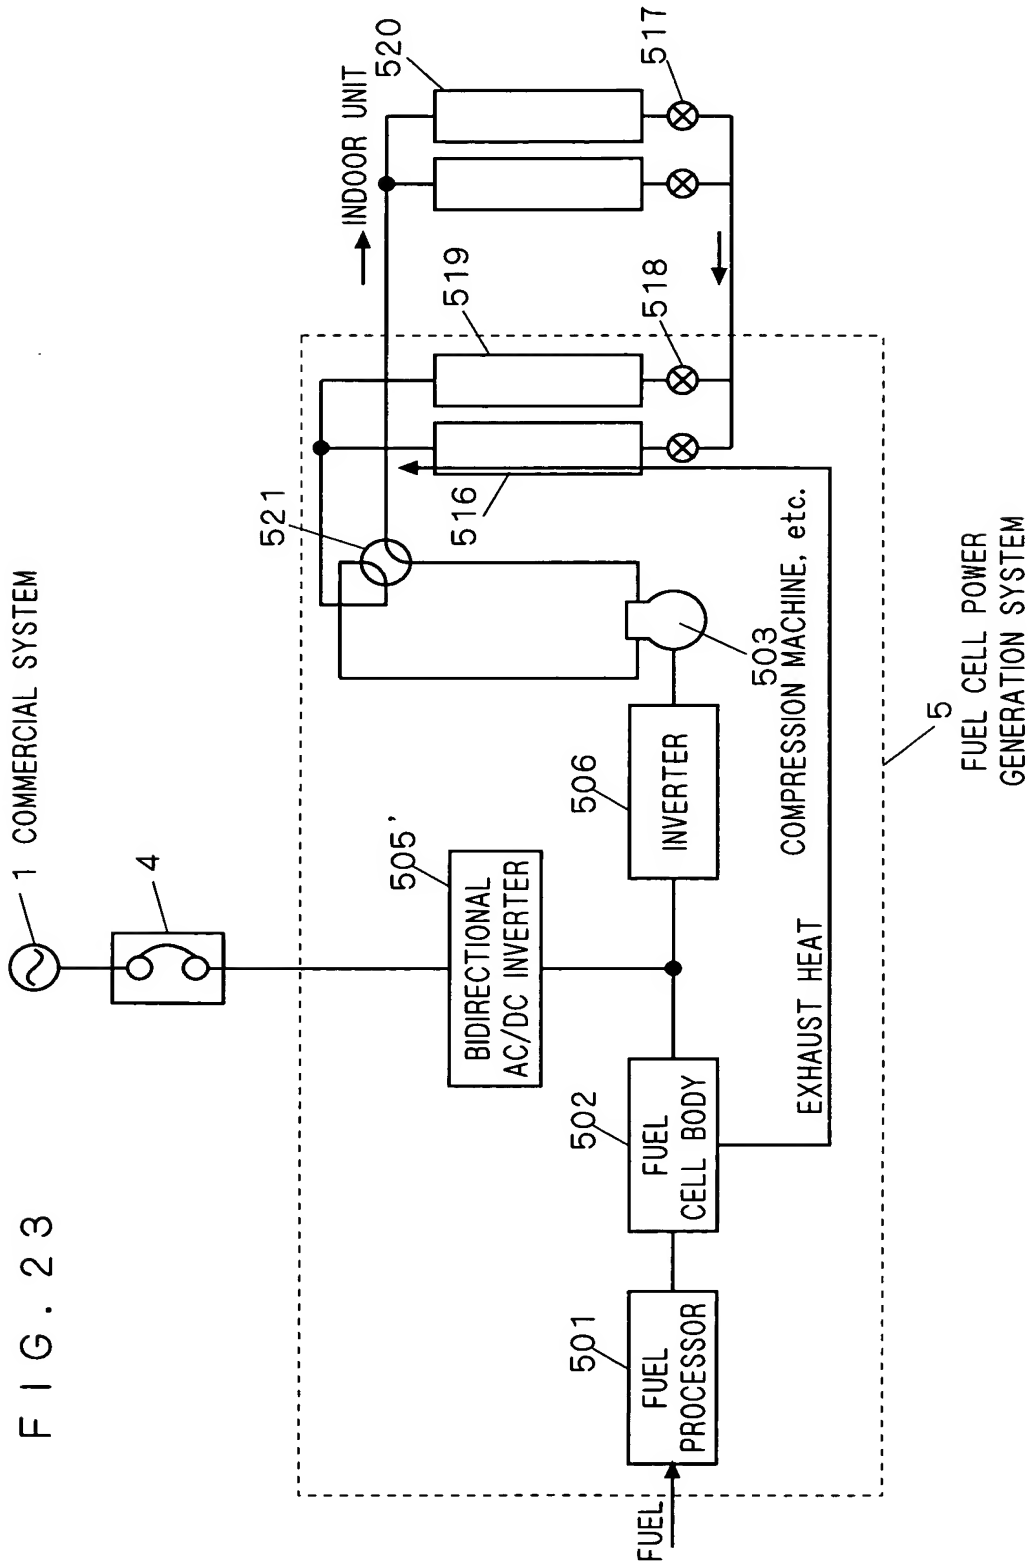 FIG. 23
1 COMMERCIAL SYSTEM
4
505'
BIDIRECTIONAL
AC/DC INVERTER
FUEL
501
FUEL
PROCESSOR
502
FUEL
CELL BODY
506
INVERTER
503
COMPRESSION MACHINE, etc.
EXHAUST HEAT
521
516
519
518
INDOOR UNIT
520
517
5
FUEL CELL POWER
GENERATION SYSTEM